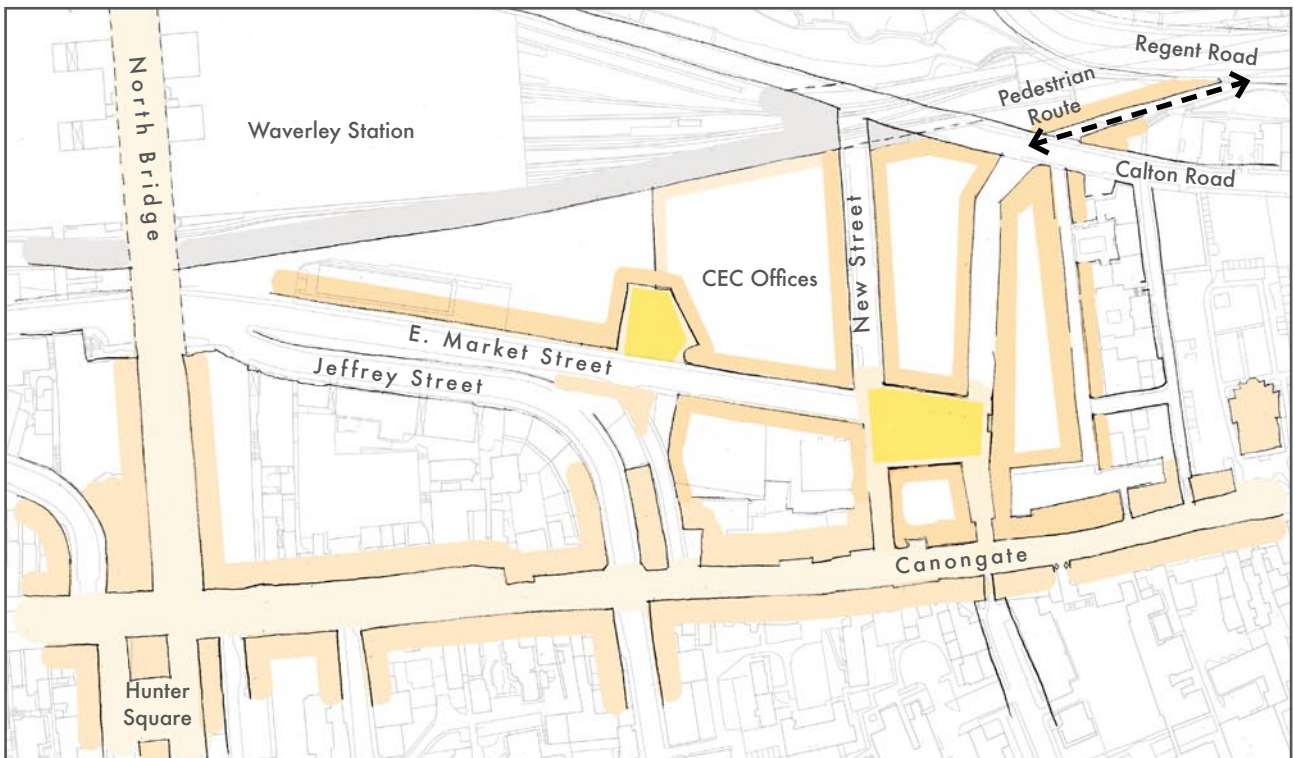 North Bridge
Waverley Station
Regent Road
Pedestrian
Route
Calton Road
New Street
CEC Offices
E. Market Street
Jeffrey Street
Canongate
Hunter
Square